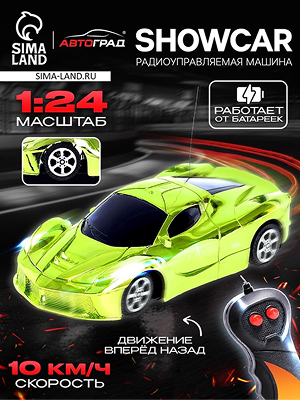 SIMA
LAND
АВТОГРАД
SIMA-LAND.RU
SHOWCAR
РАДИОУПРАВЛЯЕМАЯ МАШИНА
1:24
МАСШТАБ
РАБОТАЕТ
ОТ БАТАРЕЕК
ДВИЖЕНИЕ
ВПЕРЁД НАЗАД
10 КМ/Ч
СКОРОСТЬ